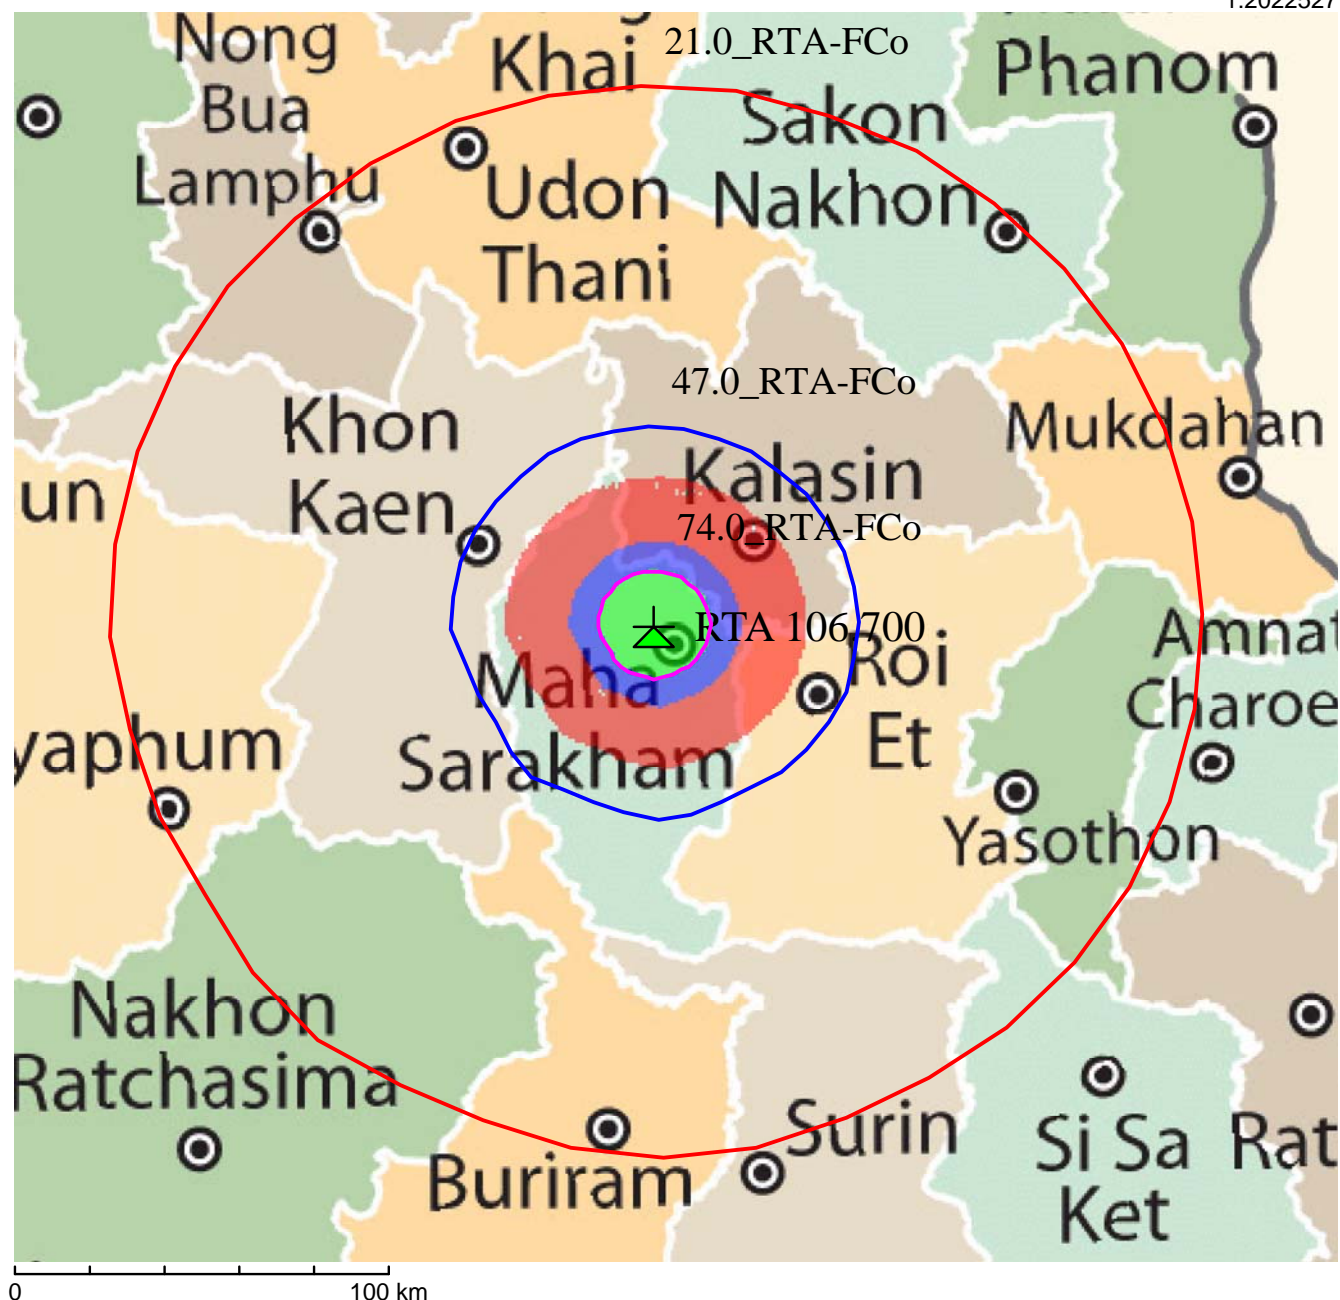 1:2022527
Nong
Bua
Lamphu
Khai
21.0_RTA-FCo
Phanom
Sakon
Nakhon
Udon
Thani
47.0_RTA-FCo
Khon
Kaen
Kalasin
Mukdahan
un
74.0_RTA-FCo
RTA 106.700
Maha
Sarakham
Roi
Et
Amnat
Charoe
yaphum
Yasothon
Nakhon
Ratchasima
Buriram
Surin
Si Sa
Ket
Rat
0
100 km